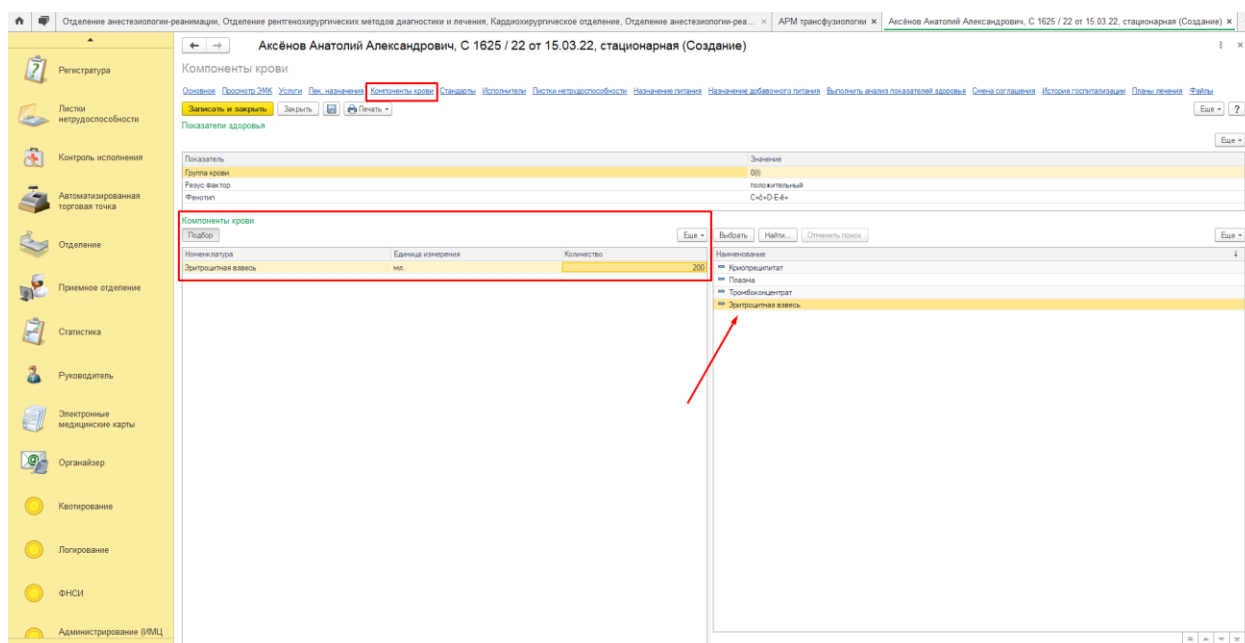 Отделение анестезиологии-реанимации, Отделение рентгенохирургических методов диагностики и лечения, Кардиохирургическое отделение, Отделение анестезиологии-реа... × АРМ трансфузиологии × Аксёнов Анатолий Александрович, С 1625 / 22 от 15.03.22, стационарная (Создание) ×
Аксёнов Анатолий Александрович, С 1625 / 22 от 15.03.22, стационарная (Создание)
Регистратура
Листки
нетрудоспособности
Контроль исполнения
Автоматизированная
торговая точка
Отделение
Приемное отделение
Статистика
Руководитель
Электронные
медицинские карты
Органайзер
Квотирование
Логирование
ФНСИ
Администрирование (ИМЦ
Компоненты крови
Основное Просмотр ЭМК Услуги Лек. назначения Компоненты крови Стандарты Исполнители Листки нетрудоспособности Назначение питания Назначение добавочного питания Выполнить анализ показателей здоровья Смена соглашения История госпитализации Планы лечения Файлы
Записать и закрыть Закрыть Печать Еще ?
Показатели здоровья
Еще
Показатель Значение
Группа крови 0(I)
Резус фактор положительный
Фенотип
Компоненты крови
Подбор Еще Выбрать Найти... Отменить поиск Еще
Номенклатура Единица измерения Количество Наименование
Эритроцитная взвесь мл. 200 Криопреципитат
Плазма
Тромбоконцентрат
Эритроцитная взвесь